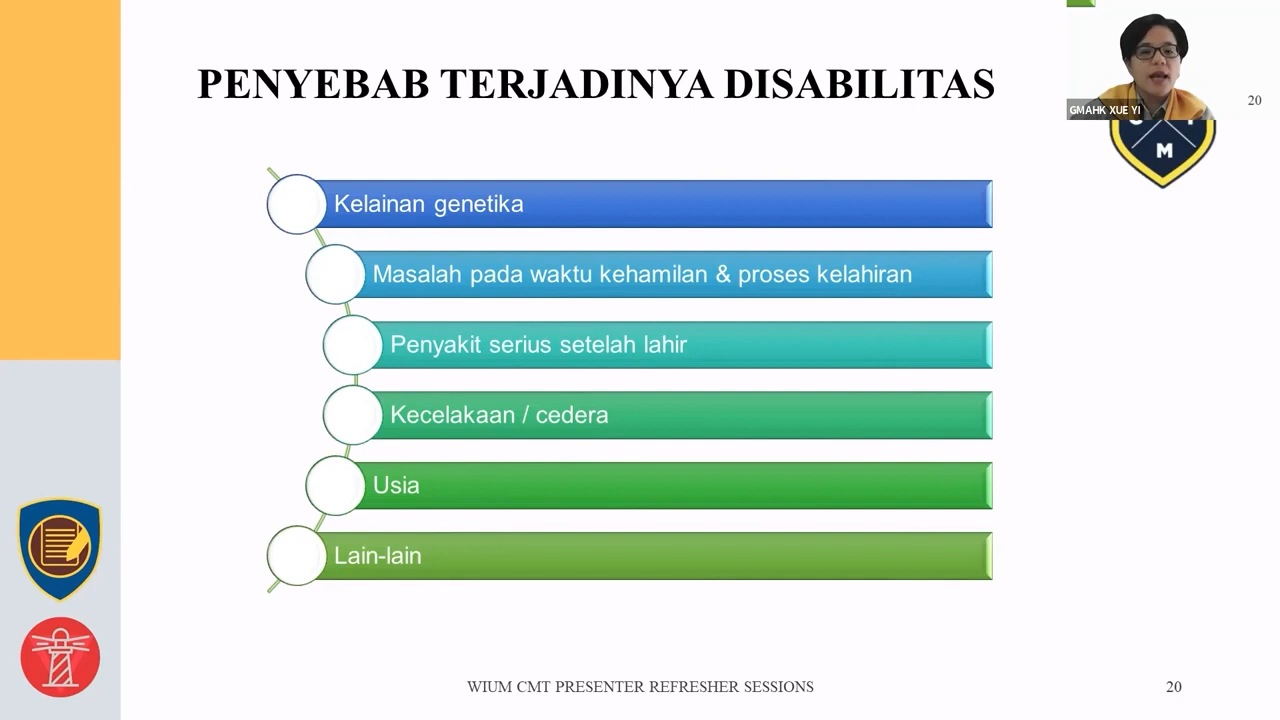 PENYEBAB TERJADINYA DISABILITAS
GMAHK XUE YI
20
M
Kelainan genetika
Masalah pada waktu kehamilan & proses kelahiran
Penyakit serius setelah lahir
Kecelakaan / cedera
Usia
Lain-lain
WIUM CMT PRESENTER REFRESHER SESSIONS
20